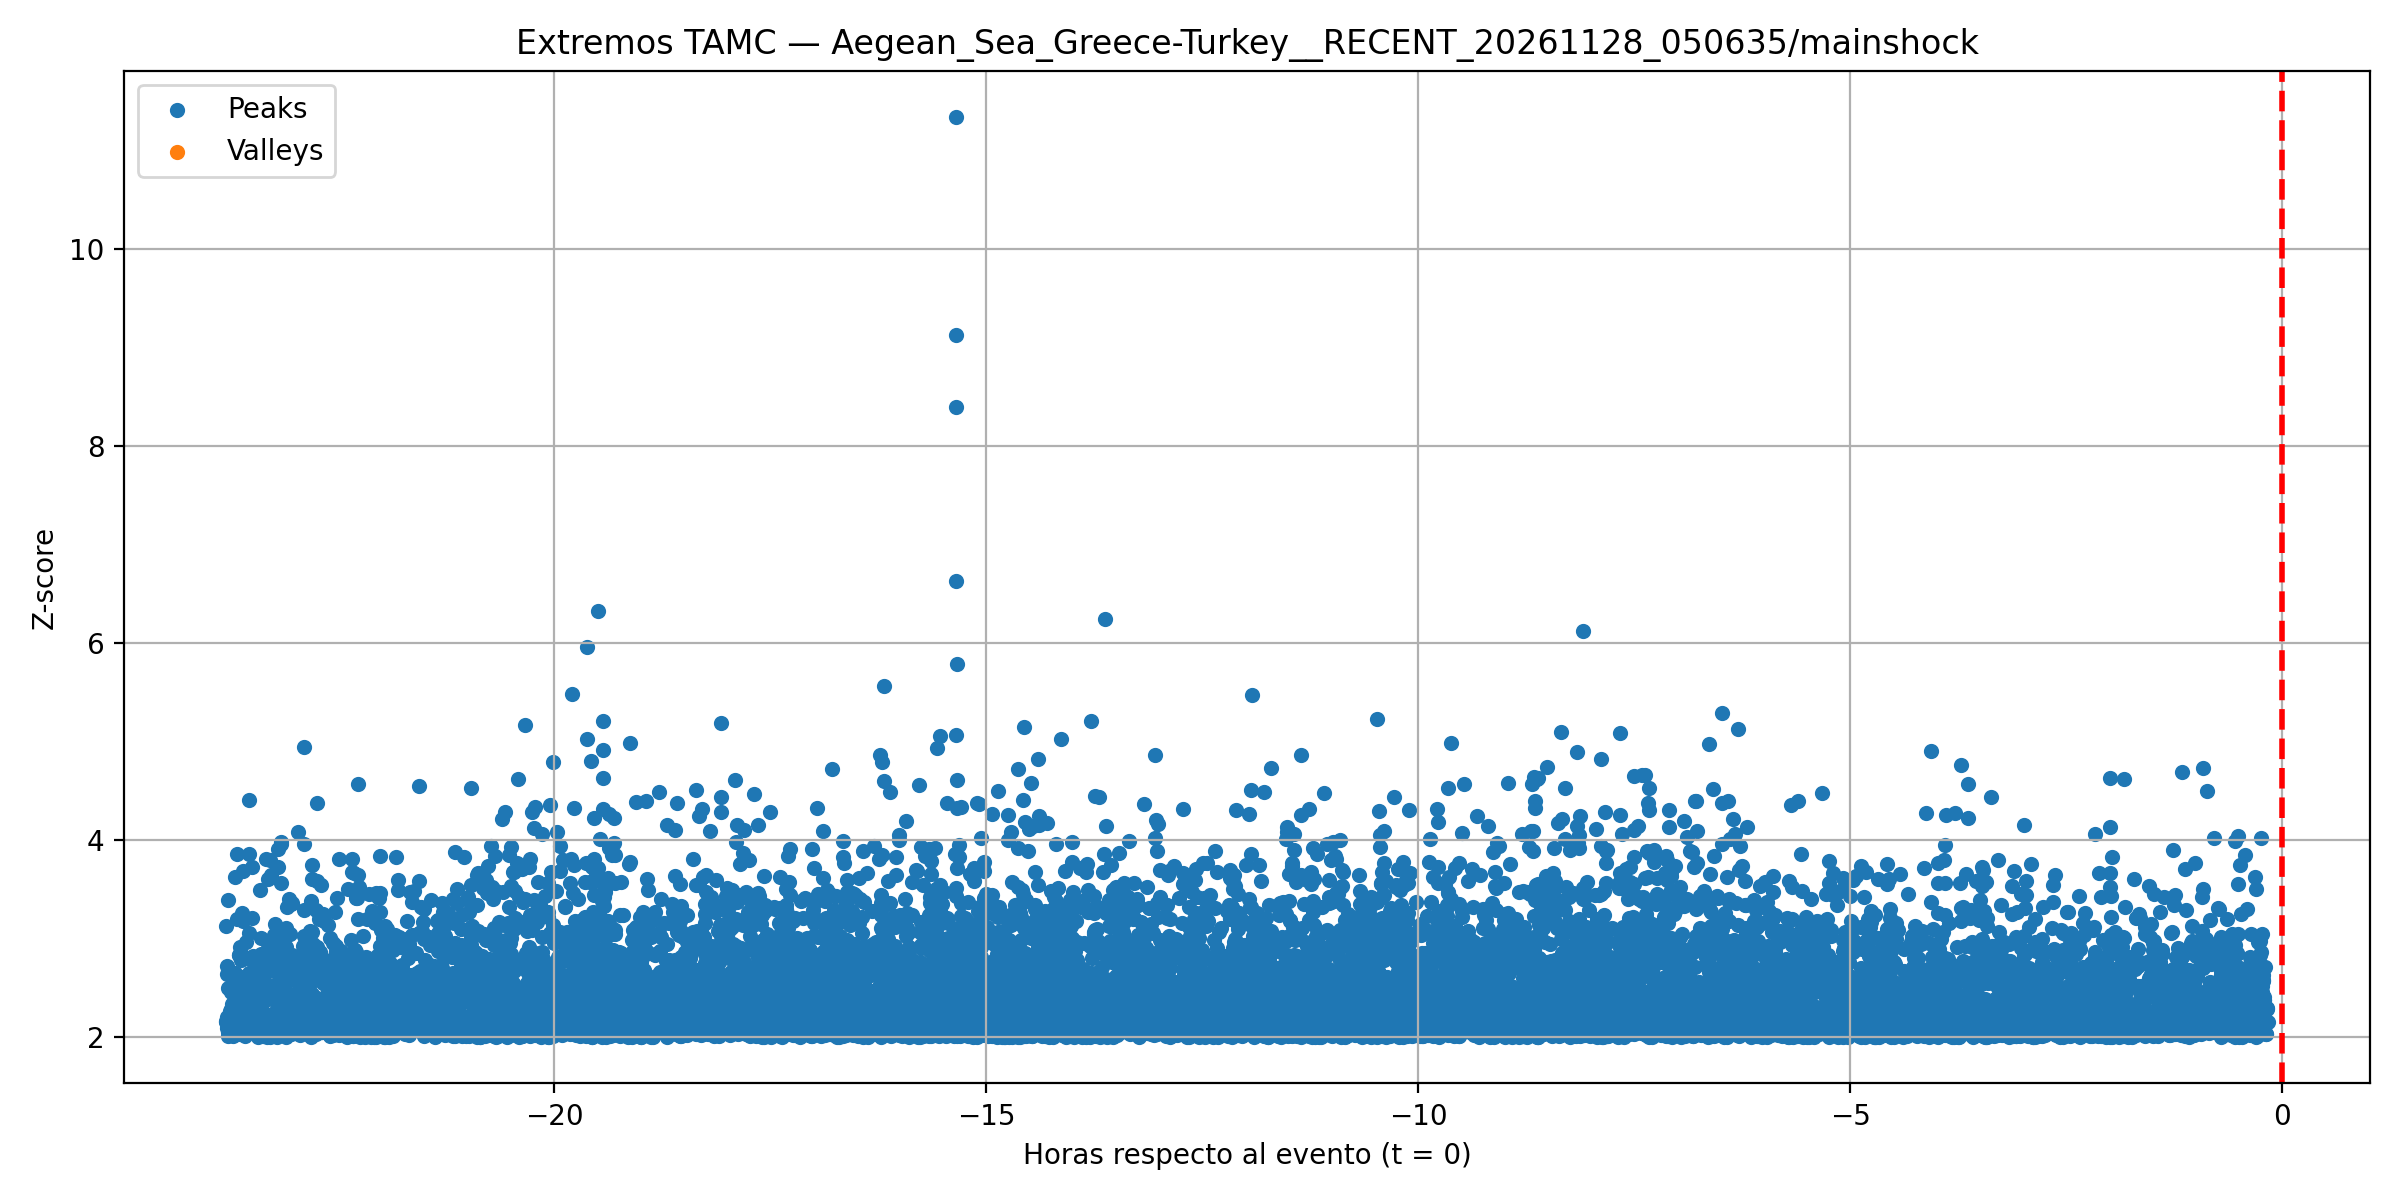 Extremos TAMC — Aegean_Sea_Greece-Turkey__RECENT_20261128_050635/mainshock
Peaks
Valleys
10
8
6
4
2
Z-score
−20
−15
−10
−5
0
Horas respecto al evento (t = 0)